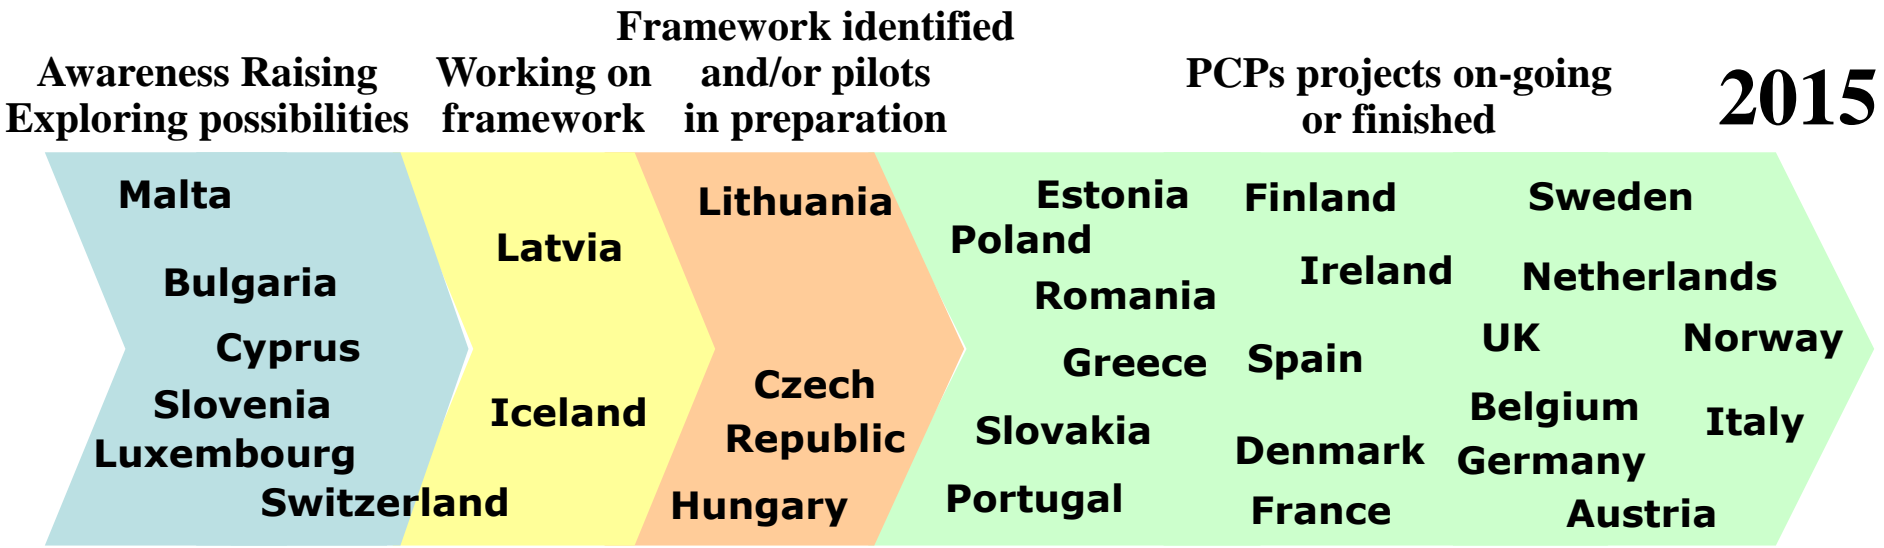 Awareness Raising
Exploring possibilities
Working on
framework
Framework identified
and/or pilots
in preparation
PCPs projects on-going
or finished
2015
Malta
Bulgaria
Cyprus
Slovenia
Luxembourg
Switzerland
Latvia
Iceland
Lithuania
Czech
Republic
Hungary
Estonia
Poland
Romania
Greece
Slovakia
Portugal
Finland
Ireland
Spain
Denmark
France
Sweden
Netherlands
UK
Norway
Belgium
Italy
Germany
Austria